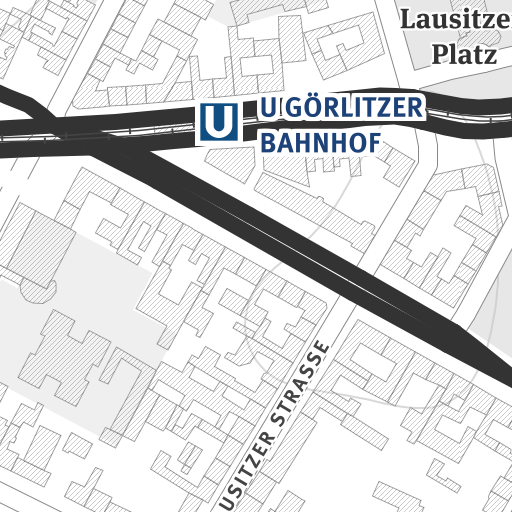 Lausitze
Platz
U
U GÖRLITZER
BAHNHOF
USITZER STRASSE